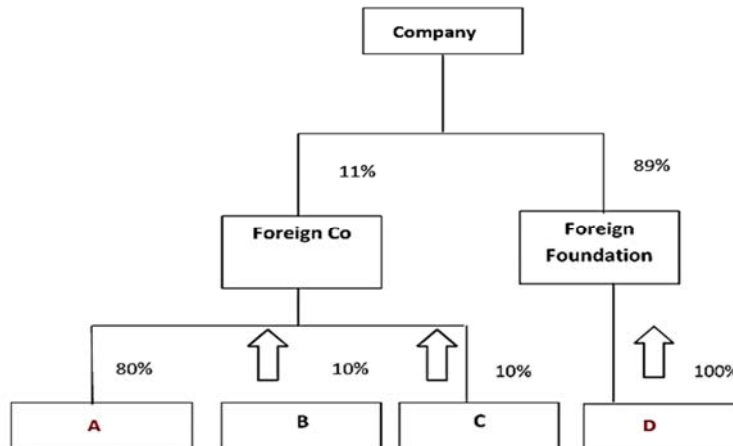 Company
11%
89%
Foreign Co
Foreign
Foundation
80%
10%
10%
100%
A
B
C
D